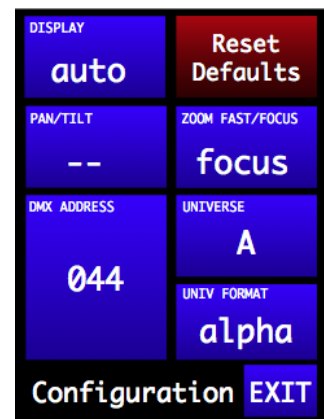 DISPLAY
auto
Reset
Defaults
PAN/TILT
--
ZOOM FAST/FOCUS
focus
DMX ADDRESS
044
UNIVERSE
A
UNIV FORMAT
alpha
Configuration EXIT